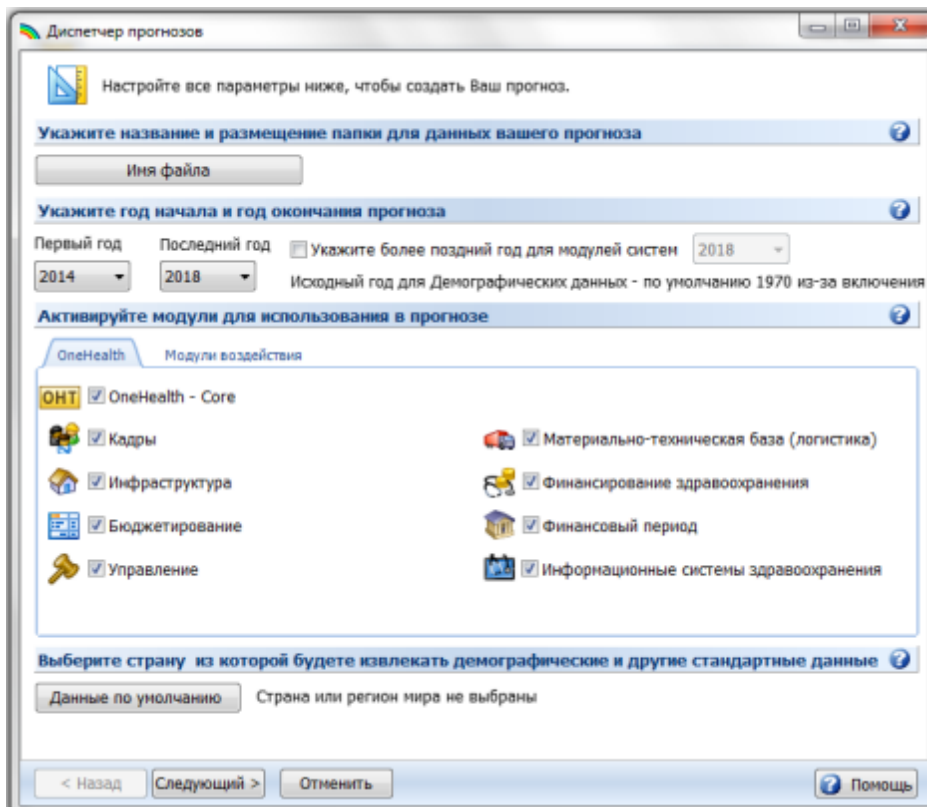 Диспетчер прогнозов
Настройте все параметры ниже, чтобы создать Ваш прогноз.
Укажите название и размещение папки для данных вашего прогноза
Имя файла
Укажите год начала и год окончания прогноза
Первый год Последний год Укажите более поздний год для модулей систем 2018
2014 2018 Исходный год для Демографических данных - по умолчанию 1970 из-за включения
Активируйте модули для использования в прогнозе
OneHealth Модули воздействия
OHT OneHealth - Core
Кадры Материально-техническая база (логистика)
Инфраструктура Финансирование здравоохранения
Бюджетирование Финансовый период
Управление Информационные системы здравоохранения
Выберите страну из которой будете извлекать демографические и другие стандартные данные
Данные по умолчанию Страна или регион мира не выбраны
< Назад Следующий > Отменить Помощь